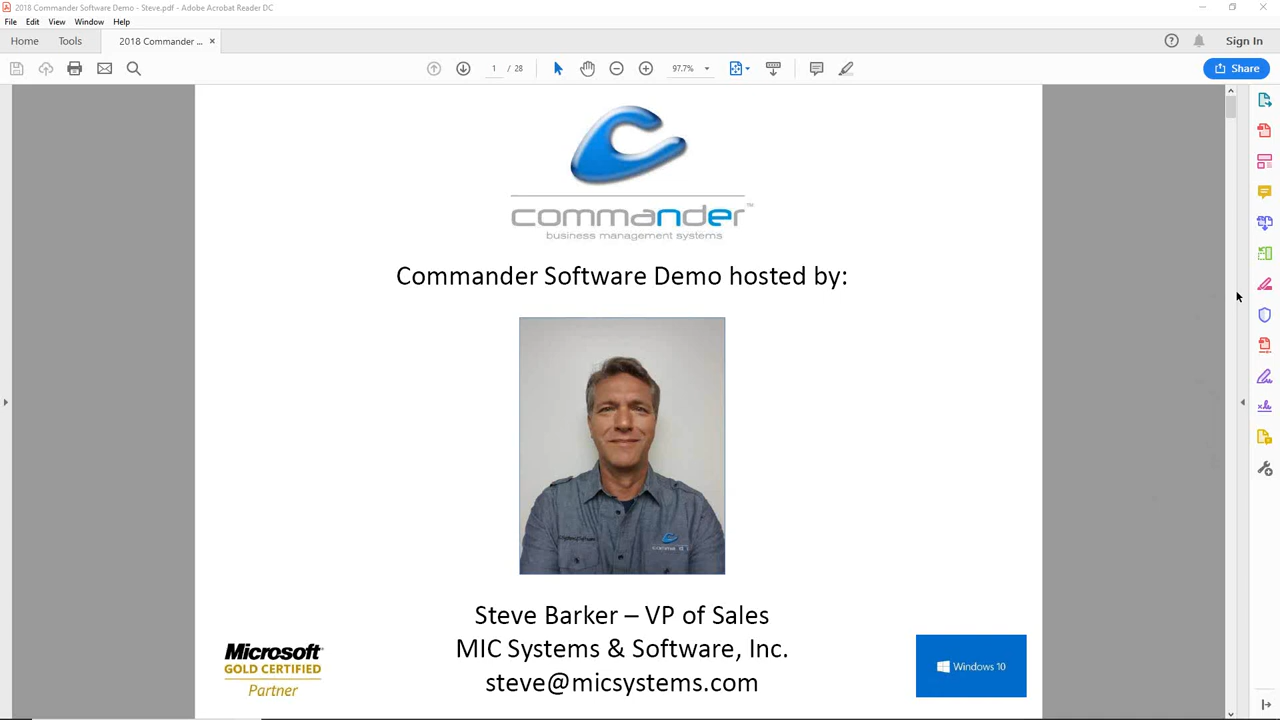 2018 Commander Software Demo - Steve.pdf - Adobe Acrobat Reader DC
File Edit View Window Help
Home Tools 2018 Commander ... ×
Sign In
1 / 28
97.7%
Share
commander™
business management systems
Commander Software Demo hosted by:
Steve Barker – VP of Sales
MIC Systems & Software, Inc.
steve@micsystems.com
Microsoft
GOLD CERTIFIED
Partner
Windows 10